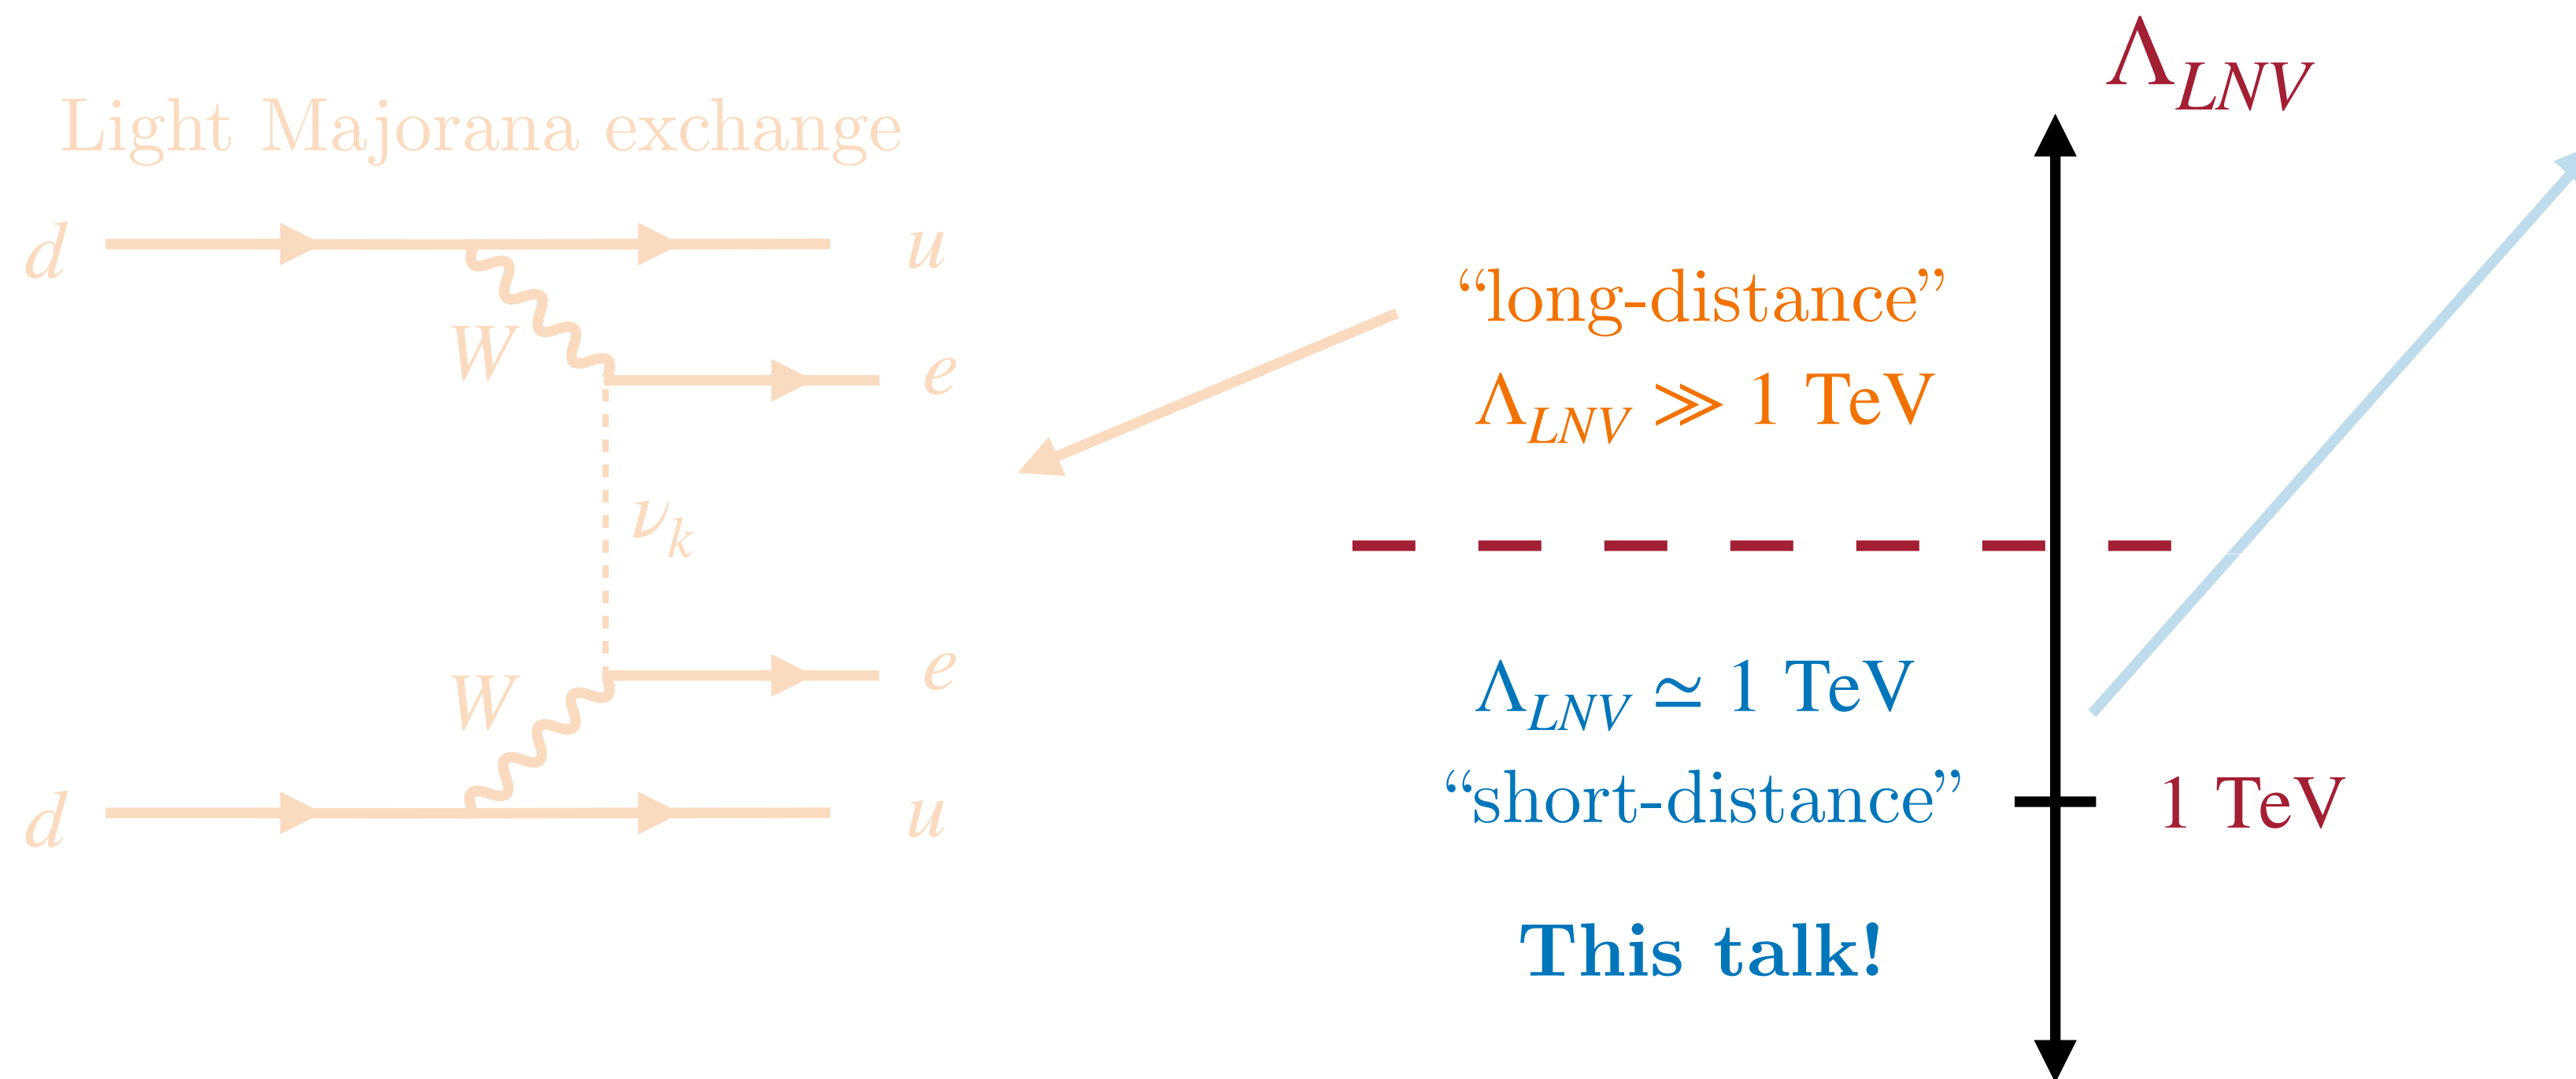 Light Majorana exchange
d
u
W
e
ν_k
W
e
d
u
“long-distance”
Λ_LNV ≫ 1 TeV
Λ_LNV ≃ 1 TeV
“short-distance”
This talk!
Λ_LNV
1 TeV